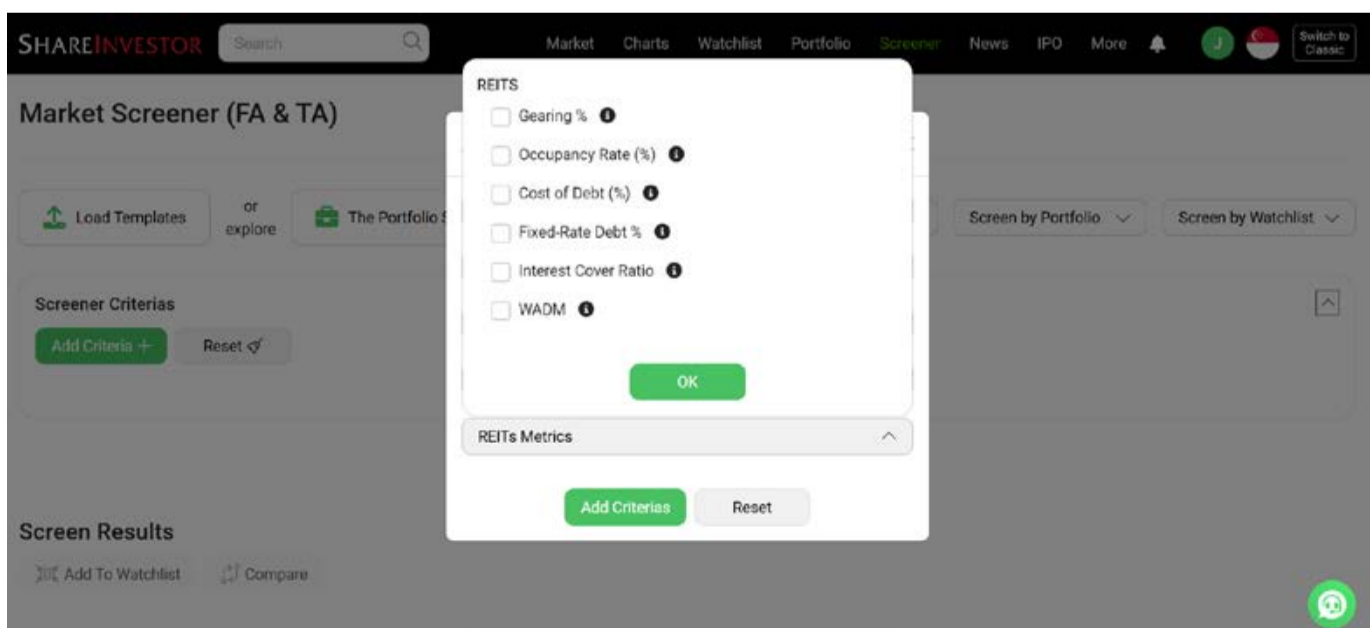 SHAREINVESTOR
Search
Market
Charts
Watchlist
Portfolio
Screener
News
IPO
More
J
Switch to
Classic
Market Screener (FA & TA)
Load Templates
or
explore
The Portfolio
Screen by Portfolio
Screen by Watchlist
Screener Criterias
Add Criteria +
Reset
REITS
Gearing %
Occupancy Rate (%)
Cost of Debt (%)
Fixed-Rate Debt %
Interest Cover Ratio
WADM
OK
REITs Metrics
Add Criterias
Reset
Screen Results
Add To Watchlist
Compare